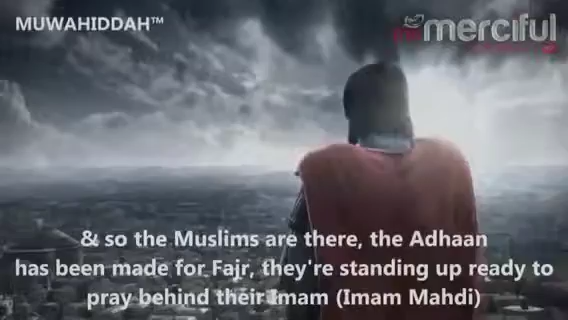 MUWAHIDDAH™
merciful
& so the Muslims are there, the Adhaan
has been made for Fajr, they're standing up ready to
pray behind their Imam (Imam Mahdi)